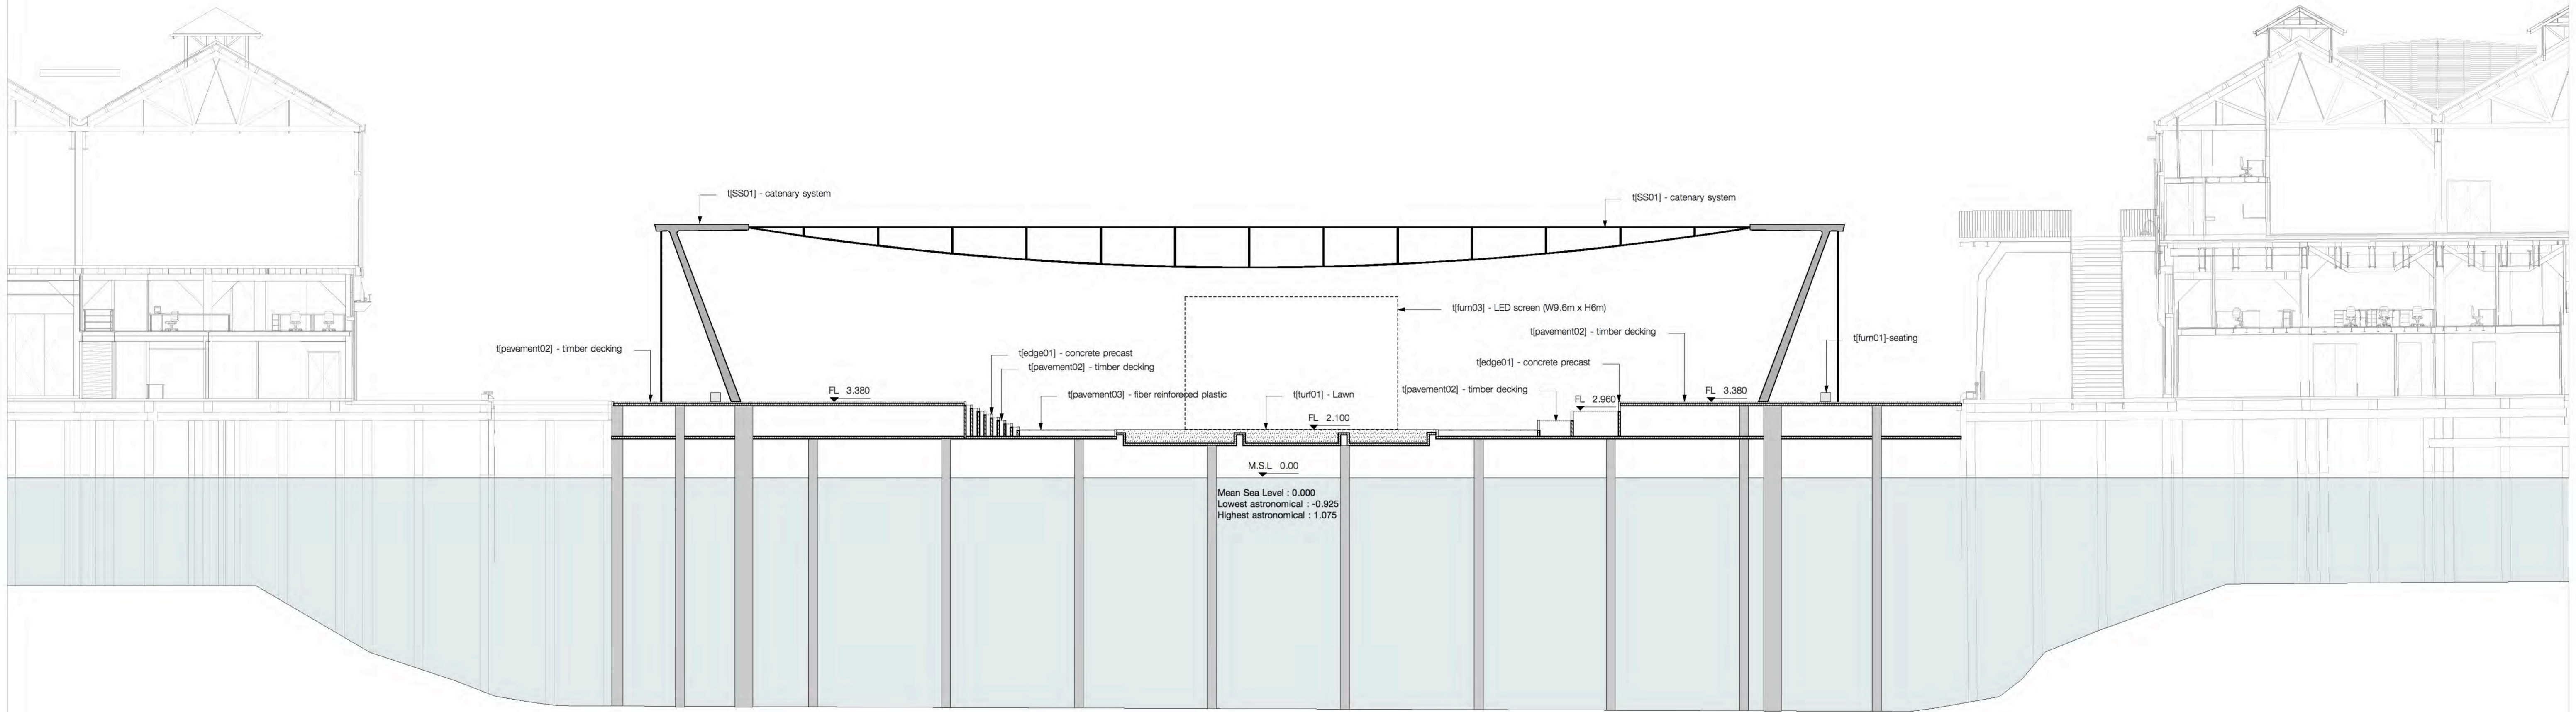 t[SS01] - catenary system
t[SS01] - catenary system
t[furn03] - LED screen (W9.6m x H6m)
t[pavement02] - timber decking
t[furn01]-seating
t[pavement02] - timber decking
t[edge01] - concrete precast
t[edge01] - concrete precast
t[pavement02] - timber decking
FL 3.380
t[pavement03] - fiber reinforced plastic
t[turf01] - Lawn
t[pavement02] - timber decking
FL 3.380
FL 2.960
FL 2.100
M.S.L 0.00
Mean Sea Level : 0.000
Lowest astronomical : -0.925
Highest astronomical : 1.075